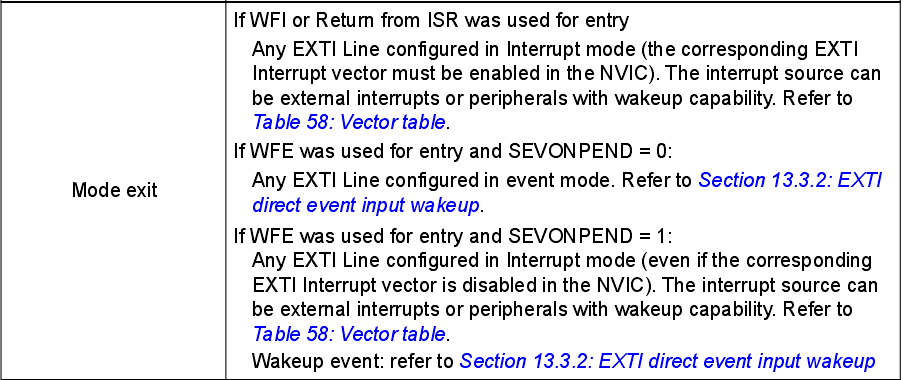 If WFI or Return from ISR was used for entry
Any EXTI Line configured in Interrupt mode (the corresponding EXTI
Interrupt vector must be enabled in the NVIC). The interrupt source can
be external interrupts or peripherals with wakeup capability. Refer to
Table 58: Vector table.
If WFE was used for entry and SEVONPEND = 0:
Mode exit
Any EXTI Line configured in event mode. Refer to Section 13.3.2: EXTI
direct event input wakeup.
If WFE was used for entry and SEVONPEND = 1:
Any EXTI Line configured in Interrupt mode (even if the corresponding
EXTI Interrupt vector is disabled in the NVIC). The interrupt source can
be external interrupts or peripherals with wakeup capability. Refer to
Table 58: Vector table.
Wakeup event: refer to Section 13.3.2: EXTI direct event input wakeup